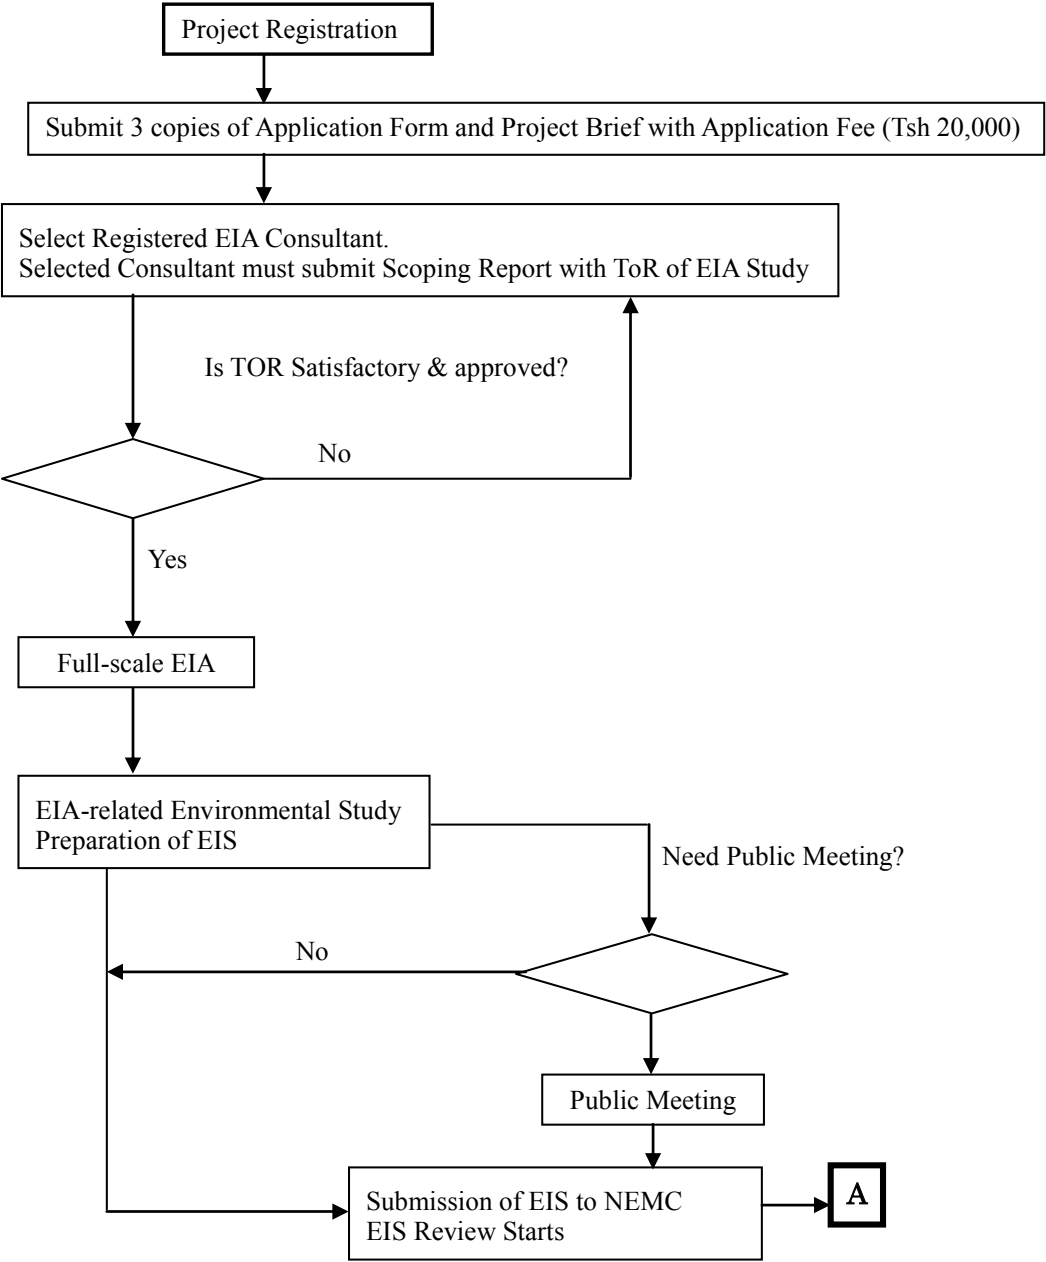 Project Registration
Submit 3 copies of Application Form and Project Brief with Application Fee (Tsh 20,000)
Select Registered EIA Consultant.
Selected Consultant must submit Scoping Report with ToR of EIA Study
Is TOR Satisfactory & approved?
No
Yes
Full-scale EIA
EIA-related Environmental Study
Preparation of EIS
Need Public Meeting?
No
Public Meeting
Submission of EIS to NEMC
EIS Review Starts
A